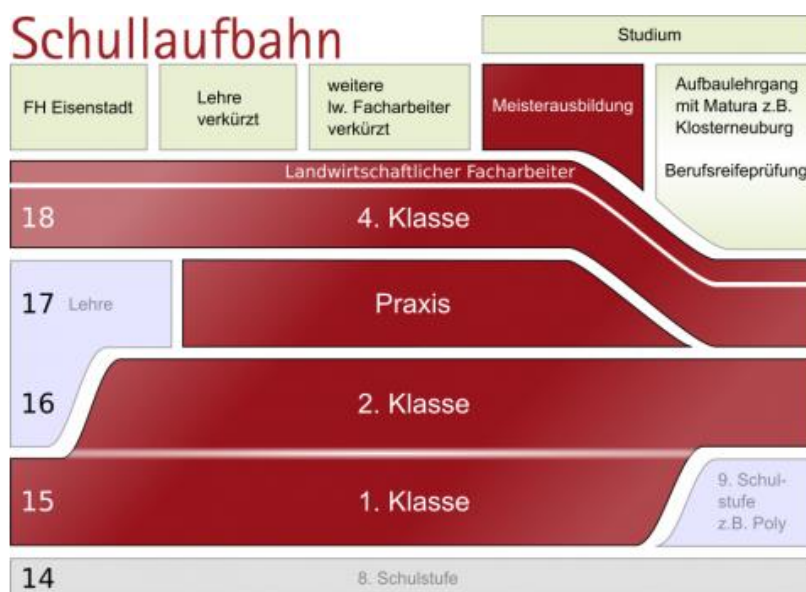 Schullaufbahn
Studium
FH Eisenstadt
Lehre
verkürzt
weitere
lw. Facharbeiter
verkürzt
Meisterausbildung
Aufbaulehrgang
mit Matura z.B.
Klosterneuburg
Berufsreifeprüfung
Landwirtschaftlicher Facharbeiter
18
4. Klasse
17
Lehre
Praxis
16
2. Klasse
15
1. Klasse
9. Schul-
stufe
z.B. Poly
14
8. Schulstufe